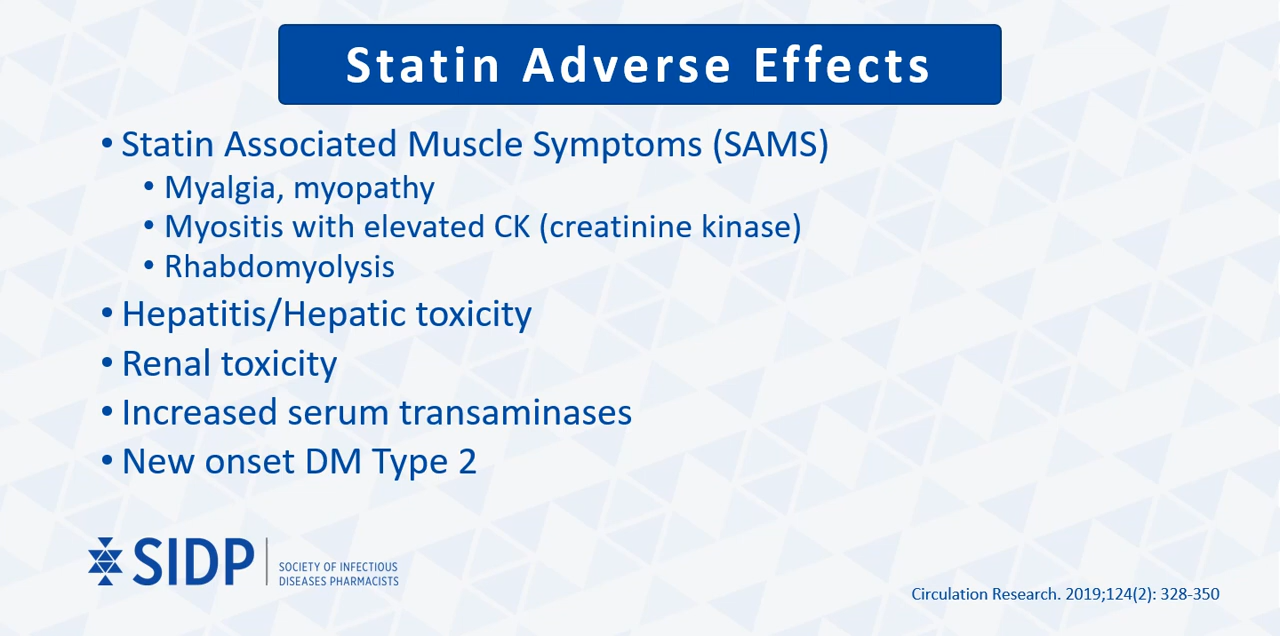 Statin Adverse Effects
• Statin Associated Muscle Symptoms (SAMS)
• Myalgia, myopathy
• Myositis with elevated CK (creatinine kinase)
• Rhabdomyolysis
• Hepatitis/Hepatic toxicity
• Renal toxicity
• Increased serum transaminases
• New onset DM Type 2
SIDP
SOCIETY OF INFECTIOUS
DISEASES PHARMACISTS
Circulation Research. 2019;124(2): 328-350